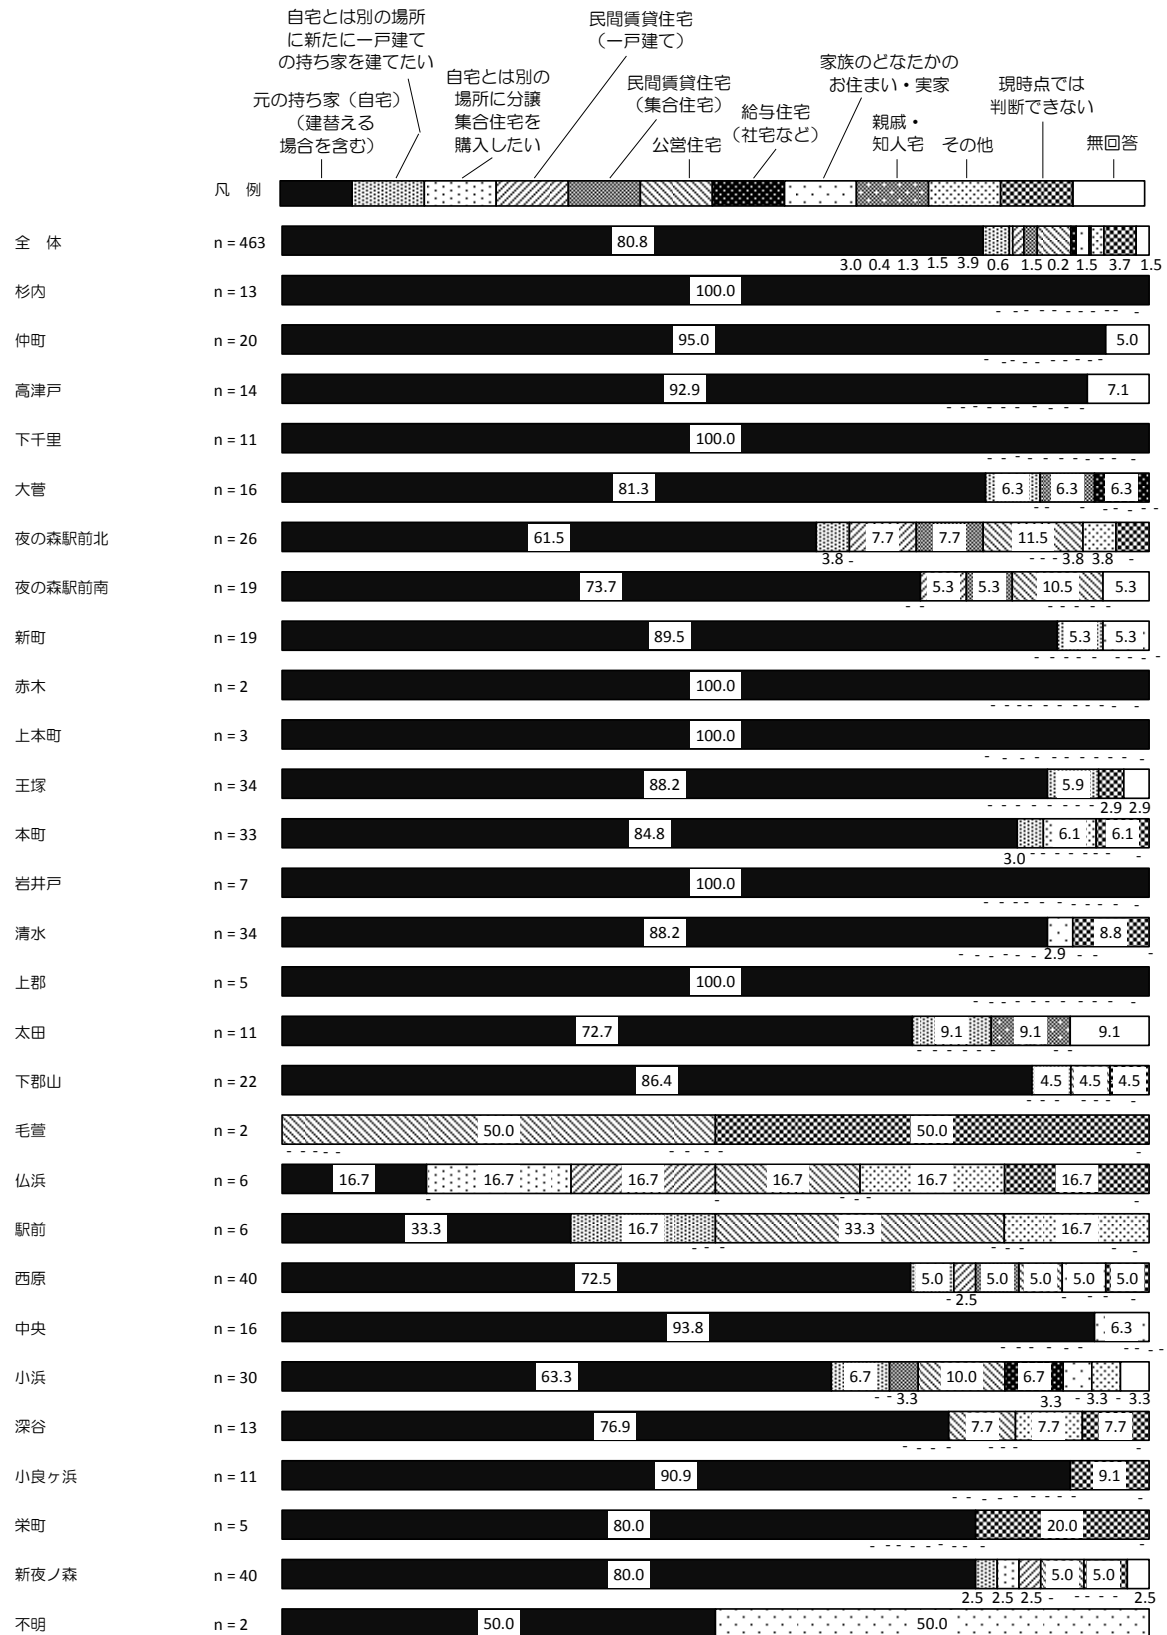 自宅とは別の場所
に新たに一戸建て
の持ち家を建てたい
民間賃貸住宅
（一戸建て）
家族のどなたかの
お住まい・実家
自宅とは別の
場所に分譲
集合住宅を
購入したい
民間賃貸住宅
（集合住宅）
現時点では
判断できない
元の持ち家（自宅）
（建替える
場合を含む）
給与住宅
（社宅など）
親戚・
知人宅
公営住宅
その他
無回答
凡 例
全 体 n = 463 80.8
3.0 0.4 1.3 1.5 3.9 0.6 1.5 0.2 1.5 3.7 1.5
杉内 n = 13 100.0
- - - - - - - - - - -
仲町 n = 20 95.0 5.0
- - - - - - - - - -
高津戸 n = 14 92.9 7.1
- - - - - - - - - -
下千里 n = 11 100.0
- - - - - - - - - - -
大菅 n = 16 81.3 6.3 6.3 6.3
- - - - - - - -
夜の森駅前北 n = 26 61.5 7.7 7.7 11.5
3.8 - - - - 3.8 3.8 -
夜の森駅前南 n = 19 73.7 5.3 5.3 10.5 5.3
- - - - - - -
新町 n = 19 89.5 5.3 5.3
- - - - - - - - -
赤木 n = 2 100.0
- - - - - - - - - - -
上本町 n = 3 100.0
- - - - - - - - - - -
王塚 n = 34 88.2 5.9
- - - - - - - - 2.9 2.9
本町 n = 33 84.8 6.1 6.1
3.0 - - - - - - - -
岩井戸 n = 7 100.0
- - - - - - - - - - -
清水 n = 34 88.2 8.8
- - - - - - 2.9 - - -
上郡 n = 5 100.0
- - - - - - - - - - -
太田 n = 11 72.7 9.1 9.1 9.1
- - - - - - - -
下郡山 n = 22 86.4 4.5 4.5 4.5
- - - - - - - -
毛萱 n = 2 50.0 50.0
- - - - - - - - - -
仏浜 n = 6 16.7 16.7 16.7 16.7 16.7 16.7
- - - - - -
駅前 n = 6 33.3 16.7 33.3 16.7
- - - - - - - -
西原 n = 40 72.5 5.0 5.0 5.0 5.0 5.0
- 2.5 - - - -
中央 n = 16 93.8 6.3
- - - - - - - - - -
小浜 n = 30 63.3 6.7 10.0 6.7
- - 3.3 3.3 - 3.3 - 3.3
深谷 n = 13 76.9 7.7 7.7 7.7
- - - - - - - -
小良ヶ浜 n = 11 90.9 9.1
- - - - - - - - - -
栄町 n = 5 80.0 20.0
- - - - - - - - - -
新夜ノ森 n = 40 80.0 5.0 5.0
2.5 2.5 2.5 - - - - - 2.5
不明 n = 2 50.0 50.0